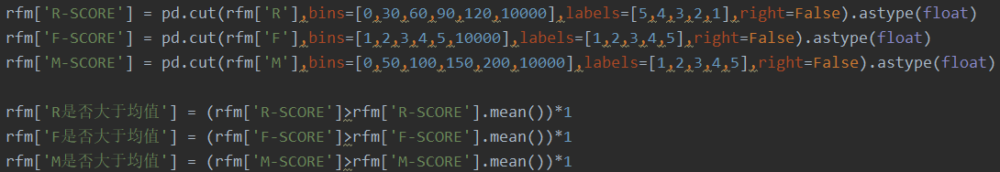 rfm['R-SCORE'] = pd.cut(rfm['R'],bins=[0,30,60,90,120,10000],labels=[5,4,3,2,1],right=False).astype(float)
rfm['F-SCORE'] = pd.cut(rfm['F'],bins=[1,2,3,4,5,10000],labels=[1,2,3,4,5],right=False).astype(float)
rfm['M-SCORE'] = pd.cut(rfm['M'],bins=[0,50,100,150,200,10000],labels=[1,2,3,4,5],right=False).astype(float)
rfm['R是否大于均值'] = (rfm['R-SCORE']>rfm['R-SCORE'].mean())*1
rfm['F是否大于均值'] = (rfm['F-SCORE']>rfm['F-SCORE'].mean())*1
rfm['M是否大于均值'] = (rfm['M-SCORE']>rfm['M-SCORE'].mean())*1